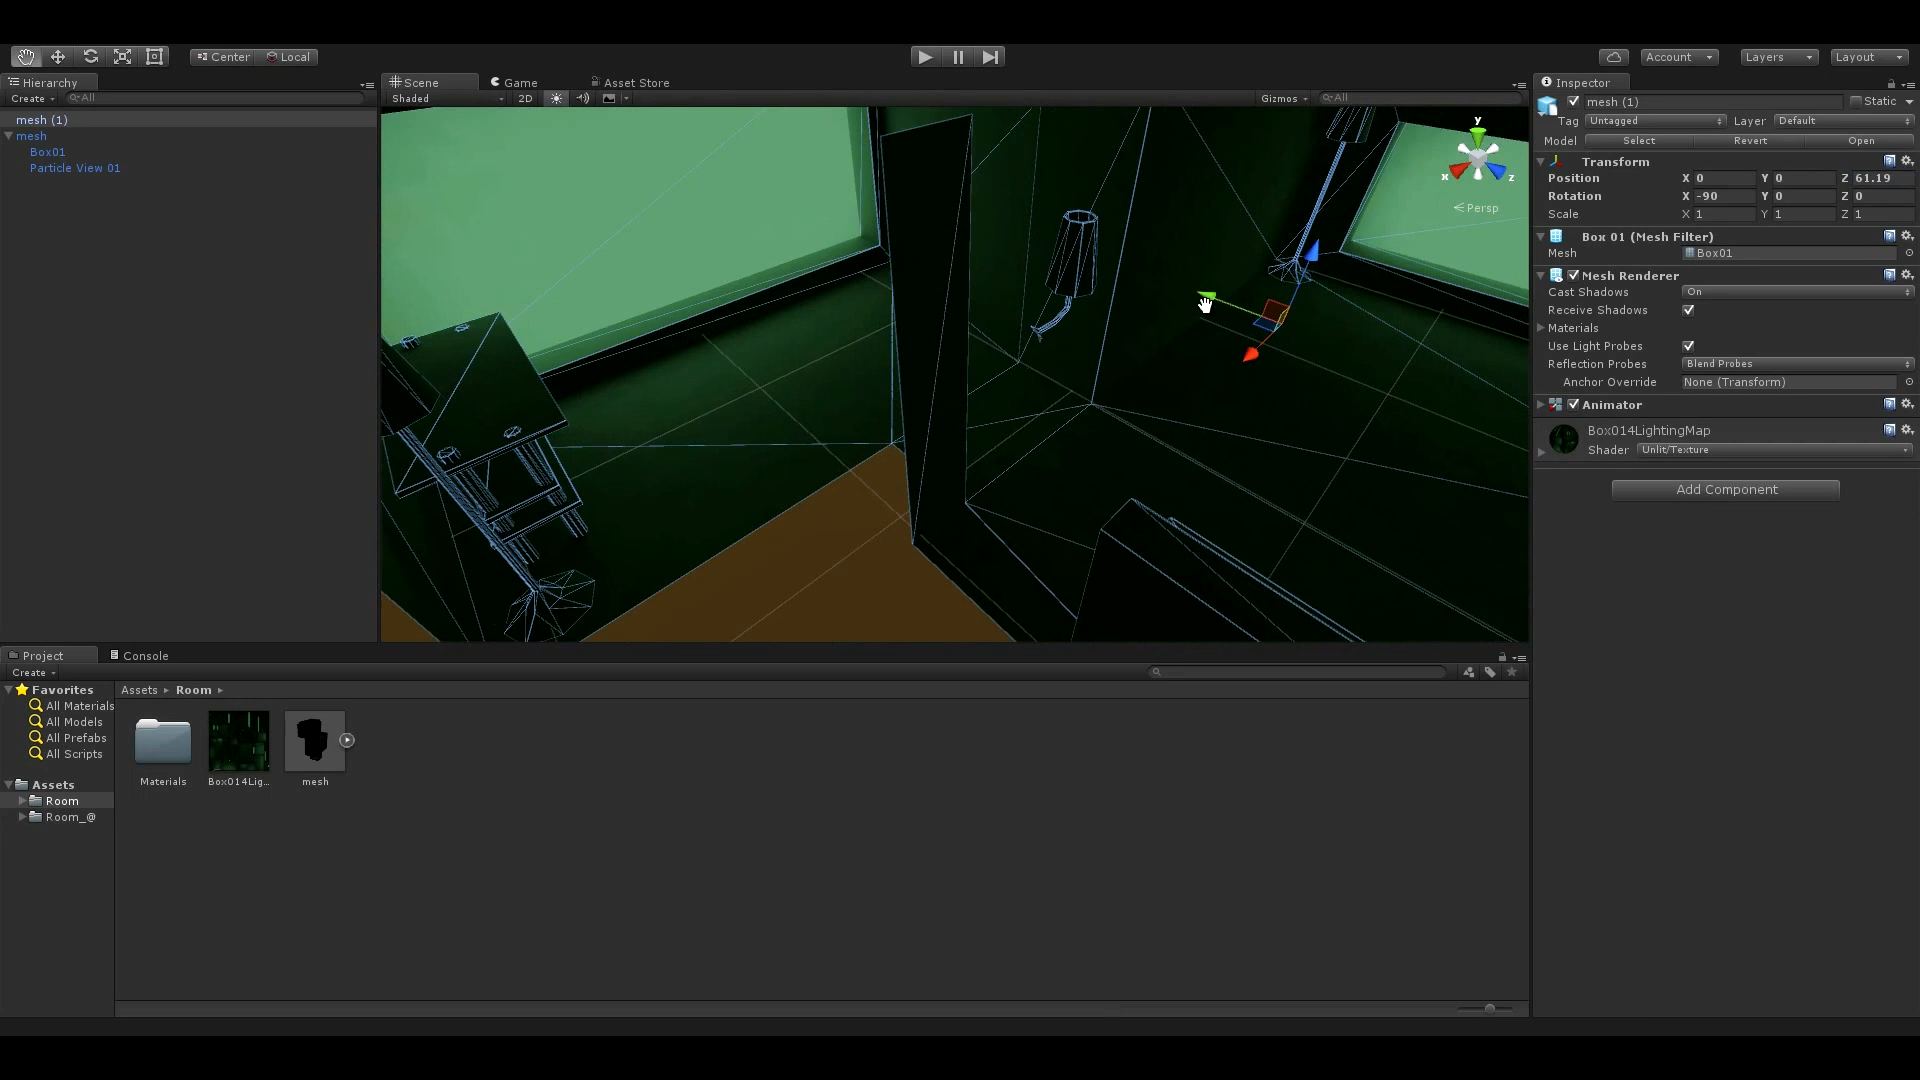 Center Local
Account Layers Layout
Hierarchy
Create All
mesh (1)
mesh
Box01
Particle View 01
Scene Game Asset Store
Shaded 2D Gizmos All
y
x z
Persp
Inspector
mesh (1) Static
Tag Untagged Layer Default
Model Select Revert Open
Transform
Position X 0 Y 0 Z 61.19
Rotation X -90 Y 0 Z 0
Scale X 1 Y 1 Z 1
Box 01 (Mesh Filter)
Mesh Box01
Mesh Renderer
Cast Shadows On
Receive Shadows
Materials
Use Light Probes
Reflection Probes Blend Probes
Anchor Override None (Transform)
Animator
Box014LightingMap
Shader Unlit/Texture
Add Component
Project Console
Create
Favorites
All Materials
All Models
All Prefabs
All Scripts
Assets
Room
Room_@
Assets Room
Materials Box014Lig... mesh